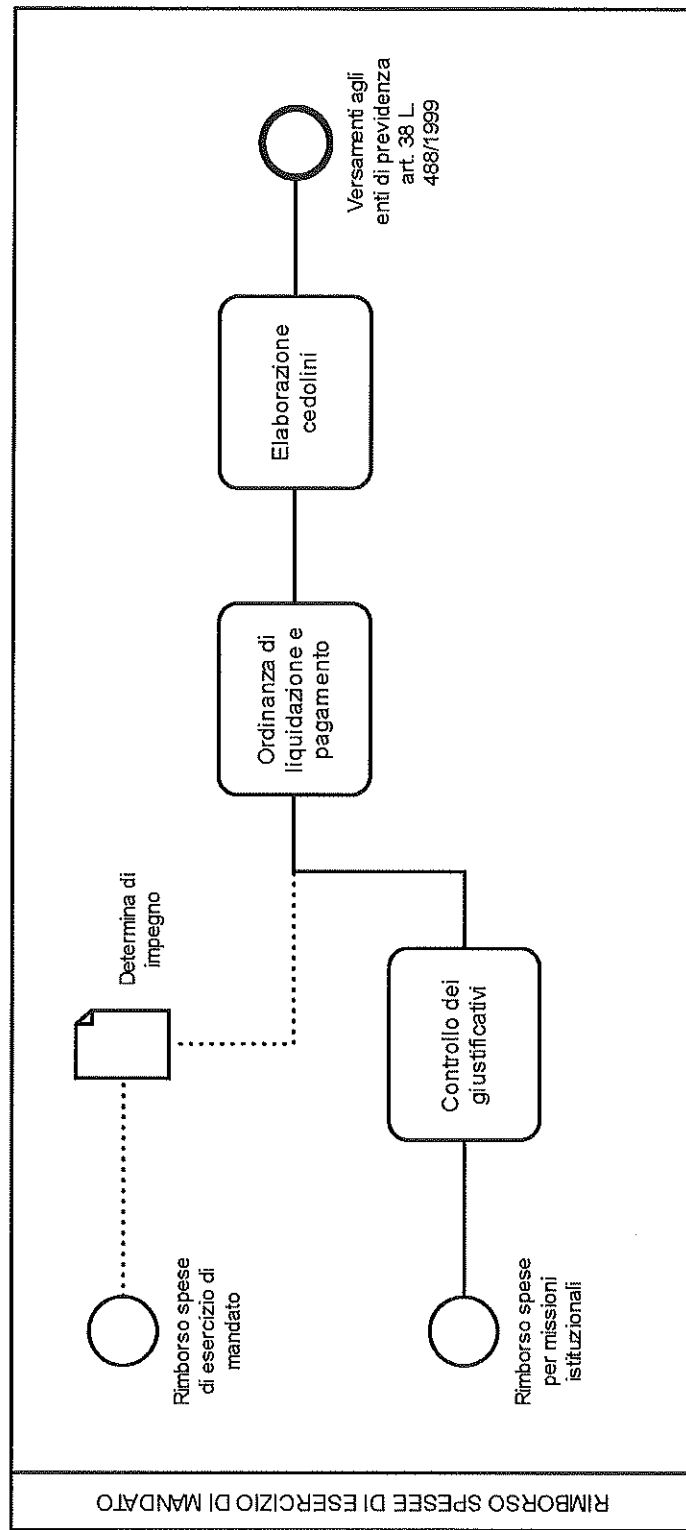 RIMBORSO SPESEE DI ESERCIZIO DI MANDATO
Rimborso spese
di esercizio di
mandato
Determina di
impegno
Rimborso spese
per missioni
istituzionali
Controllo dei
giustificativi
Ordinanza di
liquidazione e
pagamento
Elaborazione
cedolini
Versamenti agli
enti di previdenza
art. 38 L.
488/1999